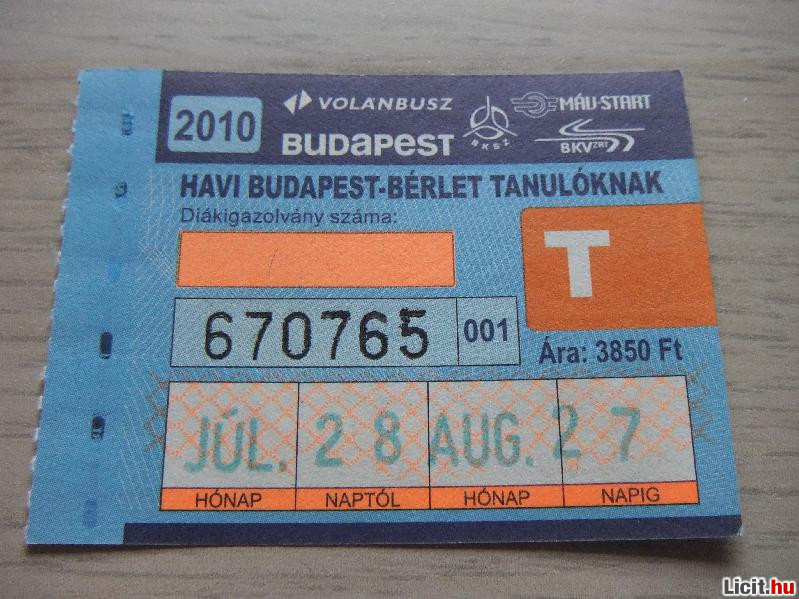 2010
VOLÁNBUSZ
BUDAPEST
BKSZ
MÁV-START
BKV ZRT
HAVI BUDAPEST-BÉRLET TANULÓKNAK
Diákigazolvány száma:
T
670765 001
Ára: 3850 Ft
JÚL. 28 AUG. 27
HÓNAP NAPTÓL HÓNAP NAPIG
Licit.hu